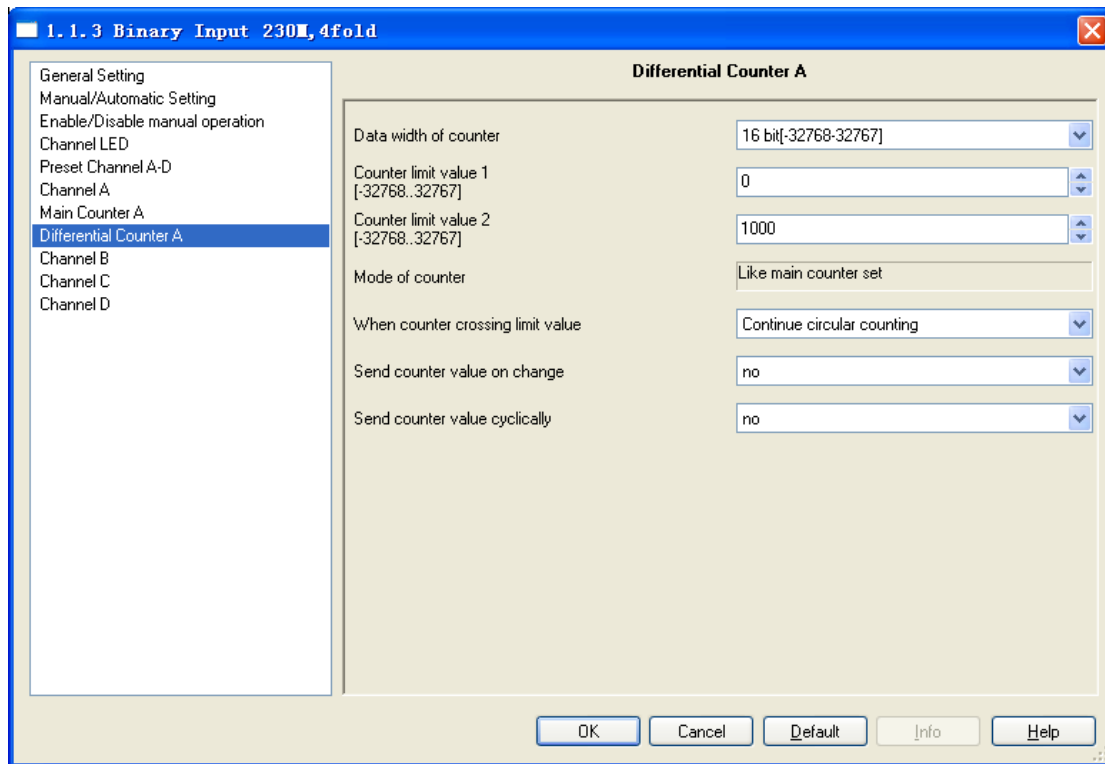 1.1.3 Binary Input 230M,4fold
General Setting
Manual/Automatic Setting
Enable/Disable manual operation
Channel LED
Preset Channel A-D
Channel A
Main Counter A
Differential Counter A
Channel B
Channel C
Channel D
Differential Counter A
Data width of counter
16 bit[-32768-32767]
Counter limit value 1
[-32768..32767]
0
Counter limit value 2
[-32768..32767]
1000
Mode of counter
Like main counter set
When counter crossing limit value
Continue circular counting
Send counter value on change
no
Send counter value cyclically
no
OK
Cancel
Default
Info
Help